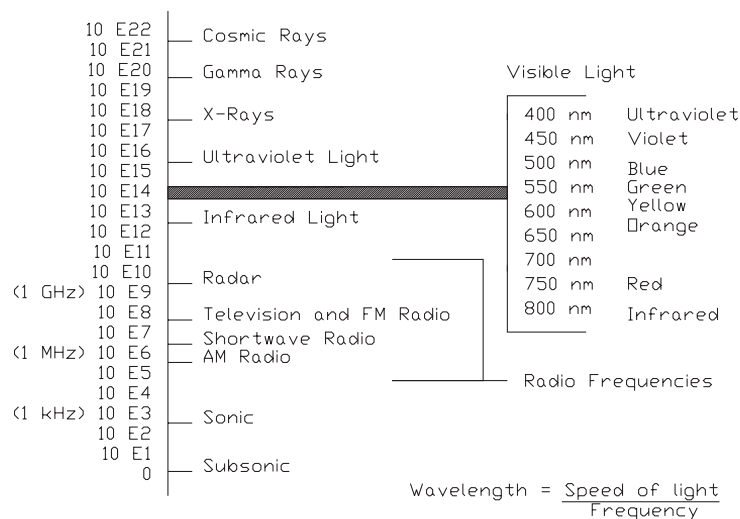 10 E22
Cosmic Rays
10 E21
10 E20
Gamma Rays
Visible Light
10 E19
10 E18
X-Rays
400 nm Ultraviolet
10 E17
450 nm Violet
10 E16
Ultraviolet Light
500 nm Blue
10 E15
10 E14
550 nm Green
10 E13
Infrared Light
600 nm Yellow
10 E12
650 nm Orange
10 E11
700 nm
10 E10
Radar
750 nm Red
(1 GHz) 10 E9
10 E8
Television and FM Radio
800 nm Infrared
10 E7
Shortwave Radio
(1 MHz) 10 E6
AM Radio
10 E5
Radio Frequencies
10 E4
(1 kHz) 10 E3
Sonic
10 E2
10 E1
0
Subsonic
Wavelength = Speed of light
Frequency